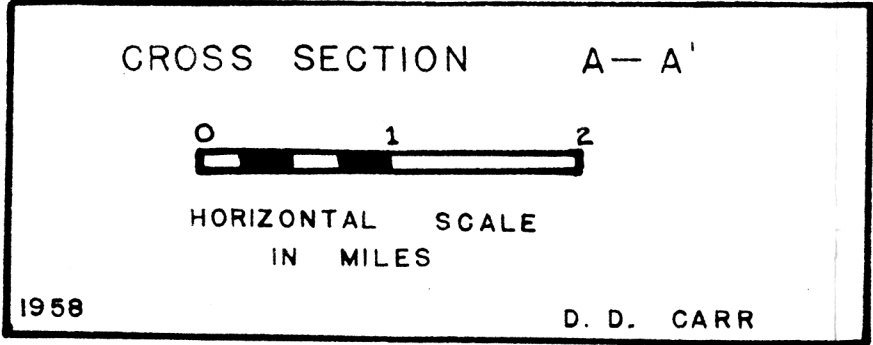 CROSS SECTION A—A'
0 1 2
HORIZONTAL SCALE
IN MILES
1958 D. D. CARR